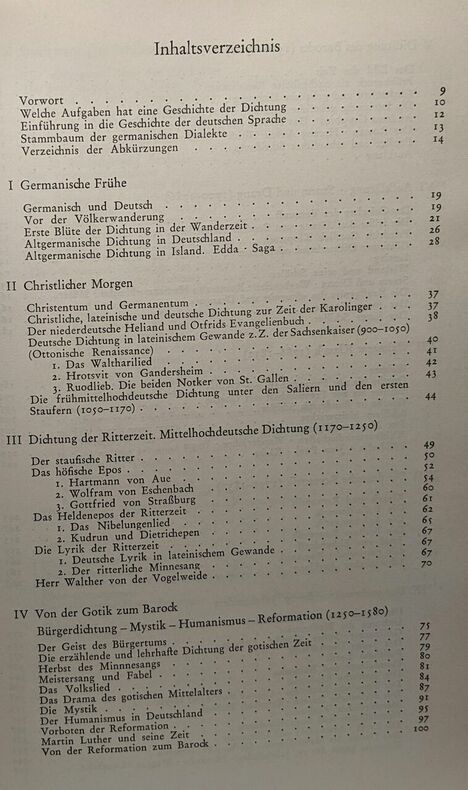 Inhaltsverzeichnis
Vorwort . . . 9
Welche Aufgaben hat eine Geschichte der Dichtung . . . 10
Einführung in die Geschichte der deutschen Sprache . . . 12
Stammbaum der germanischen Dialekte . . . 13
Verzeichnis der Abkürzungen . . . 14
I Germanische Frühe
Germanisch und Deutsch . . . 19
Vor der Völkerwanderung . . . 19
Erste Blüte der Dichtung in der Wanderzeit . . . 21
Altgermanische Dichtung in Deutschland . . . 26
Altgermanische Dichtung in Island. Edda · Saga . . . 28
II Christlicher Morgen
Christentum und Germanentum . . . 37
Christliche, lateinische und deutsche Dichtung zur Zeit der Karolinger . . . 37
Der niederdeutsche Heliand und Otfrids Evangelienbuch . . . 38
Deutsche Dichtung in lateinischem Gewande z. Z. der Sachsenkaiser (900–1050)
(Ottonische Renaissance) . . . 40
1. Das Waltharilied . . . 41
2. Hrotsvit von Gandersheim . . . 42
3. Ruodlieb. Die beiden Notker von St. Gallen . . . 43
Die frühmittelhochdeutsche Dichtung unter den Saliern und den ersten
Staufern (1050–1170) . . . 44
III Dichtung der Ritterzeit. Mittelhochdeutsche Dichtung (1170–1250)
Der staufische Ritter . . . 49
Das höfische Epos . . . 50
1. Hartmann von Aue . . . 52
2. Wolfram von Eschenbach . . . 54
3. Gottfried von Straßburg . . . 60
Das Heldenepos der Ritterzeit . . . 61
1. Das Nibelungenlied . . . 62
2. Kudrun und Dietrichepen . . . 65
Die Lyrik der Ritterzeit . . . 67
1. Deutsche Lyrik in lateinischem Gewande . . . 67
2. Der ritterliche Minnesang . . . 67
Herr Walther von der Vogelweide . . . 70
IV Von der Gotik zum Barock
Bürgerdichtung – Mystik – Humanismus – Reformation (1250–1580)
Der Geist des Bürgertums . . . 75
Die erzählende und lehrhafte Dichtung der gotischen Zeit . . . 77
Herbst des Minnnesangs . . . 79
Meistersang und Fabel . . . 80
Das Volkslied . . . 81
Das Drama des gotischen Mittelalters . . . 84
Die Mystik . . . 87
Der Humanismus in Deutschland . . . 91
Vorboten der Reformation . . . 95
Martin Luther und seine Zeit . . . 97
Von der Reformation zum Barock . . . 100